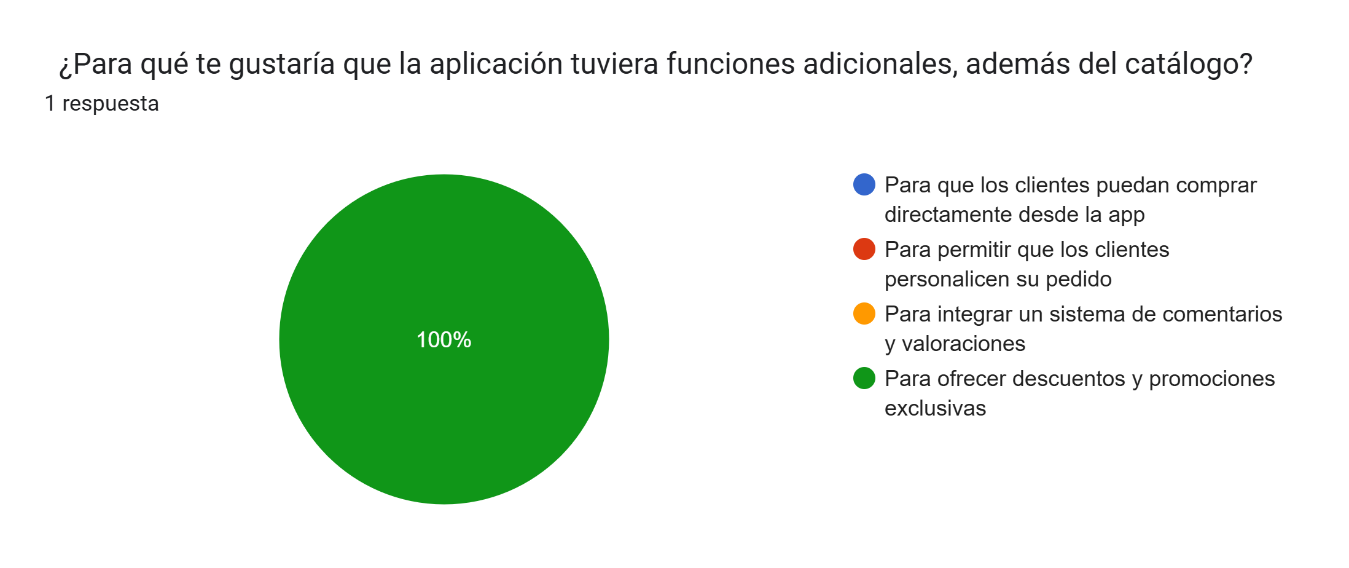 ¿Para qué te gustaría que la aplicación tuviera funciones adicionales, además del catálogo?
1 respuesta
100%
Para que los clientes puedan comprar
directamente desde la app
Para permitir que los clientes
personalicen su pedido
Para integrar un sistema de comentarios
y valoraciones
Para ofrecer descuentos y promociones
exclusivas